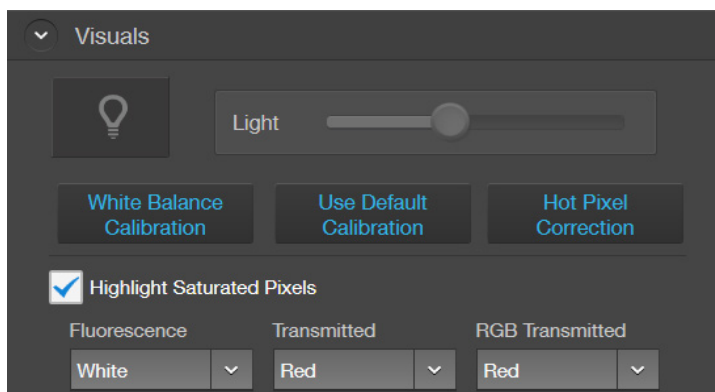 Visuals
Light
White Balance
Calibration
Use Default
Calibration
Hot Pixel
Correction
Highlight Saturated Pixels
Fluorescence
Transmitted
RGB Transmitted
White
Red
Red